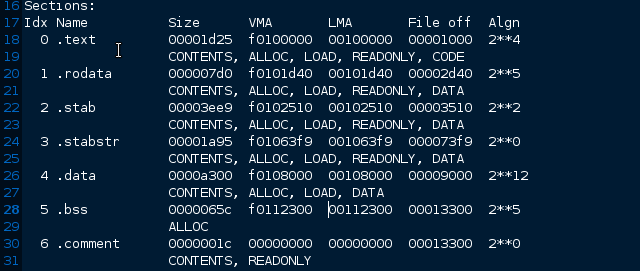 16 Sections:
17 Idx Name          Size      VMA       LMA       File off  Algn
18   0 .text         00001d25  f0100000  00100000  00001000  2**4
19                   CONTENTS, ALLOC, LOAD, READONLY, CODE
20   1 .rodata       000007d0  f0101d40  00101d40  00002d40  2**5
21                   CONTENTS, ALLOC, LOAD, READONLY, DATA
22   2 .stab         00003ee9  f0102510  00102510  00003510  2**2
23                   CONTENTS, ALLOC, LOAD, READONLY, DATA
24   3 .stabstr      00001a95  f01063f9  001063f9  000073f9  2**0
25                   CONTENTS, ALLOC, LOAD, READONLY, DATA
26   4 .data         0000a300  f0108000  00108000  00009000  2**12
27                   CONTENTS, ALLOC, LOAD, DATA
28   5 .bss          0000065c  f0112300  00112300  00013300  2**5
29                   ALLOC
30   6 .comment      0000001c  00000000  00000000  00013300  2**0
31                   CONTENTS, READONLY